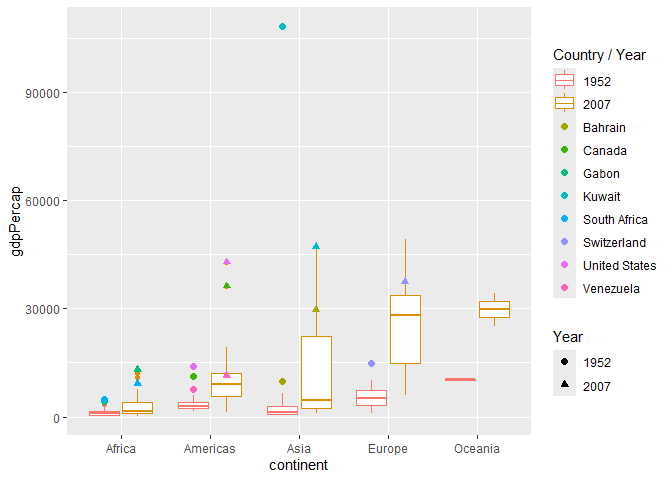 gdpPercap
90000
60000
30000
0
Africa
Americas
Asia
Europe
Oceania
continent
Country / Year
1952
2007
Bahrain
Canada
Gabon
Kuwait
South Africa
Switzerland
United States
Venezuela
Year
1952
2007